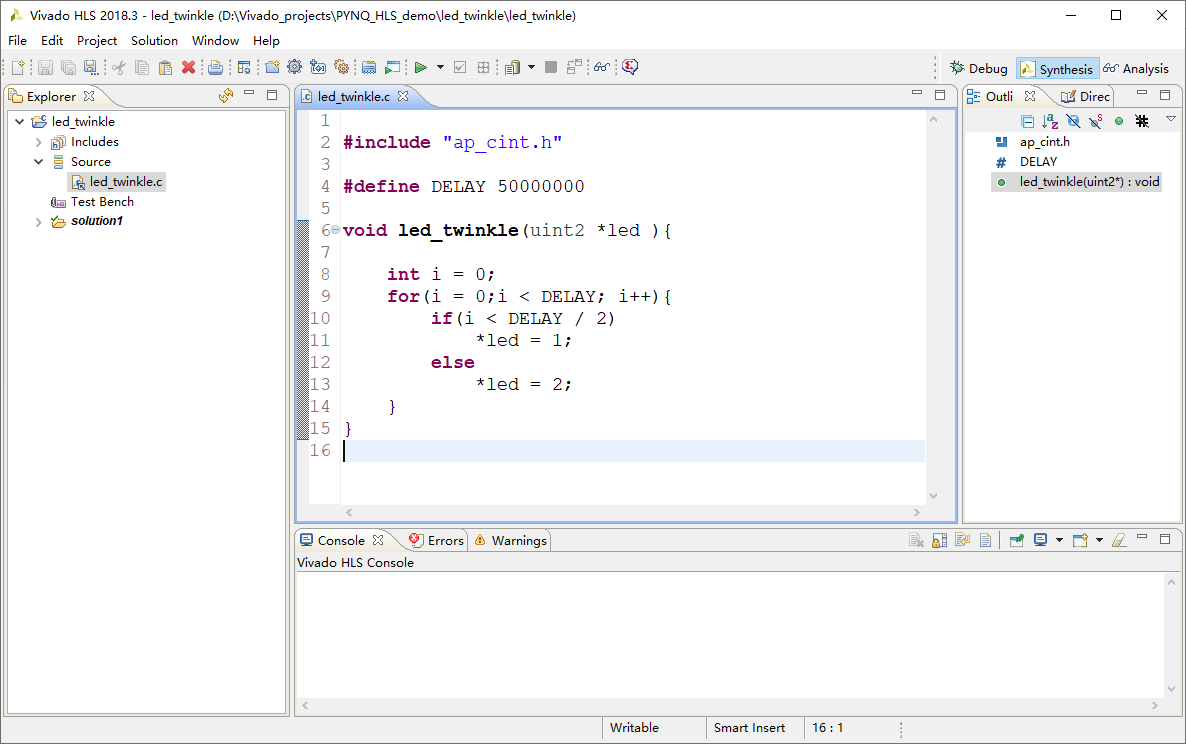 Vivado HLS 2018.3 - led_twinkle (D:\Vivado_projects\PYNQ_HLS_demo\led_twinkle\led_twinkle)
File Edit Project Solution Window Help
Debug Synthesis Analysis
Explorer
led_twinkle
Includes
Source
led_twinkle.c
Test Bench
solution1
led_twinkle.c
1
2 #include "ap_cint.h"
3
4 #define DELAY 50000000
5
6 void led_twinkle(uint2 *led ){
7
8     int i = 0;
9     for(i = 0;i < DELAY; i++){
10         if(i < DELAY / 2)
11             *led = 1;
12         else
13             *led = 2;
14     }
15 }
16
Outli Direc
ap_cint.h
DELAY
led_twinkle(uint2*) : void
Console Errors Warnings
Vivado HLS Console
Writable Smart Insert 16 : 1